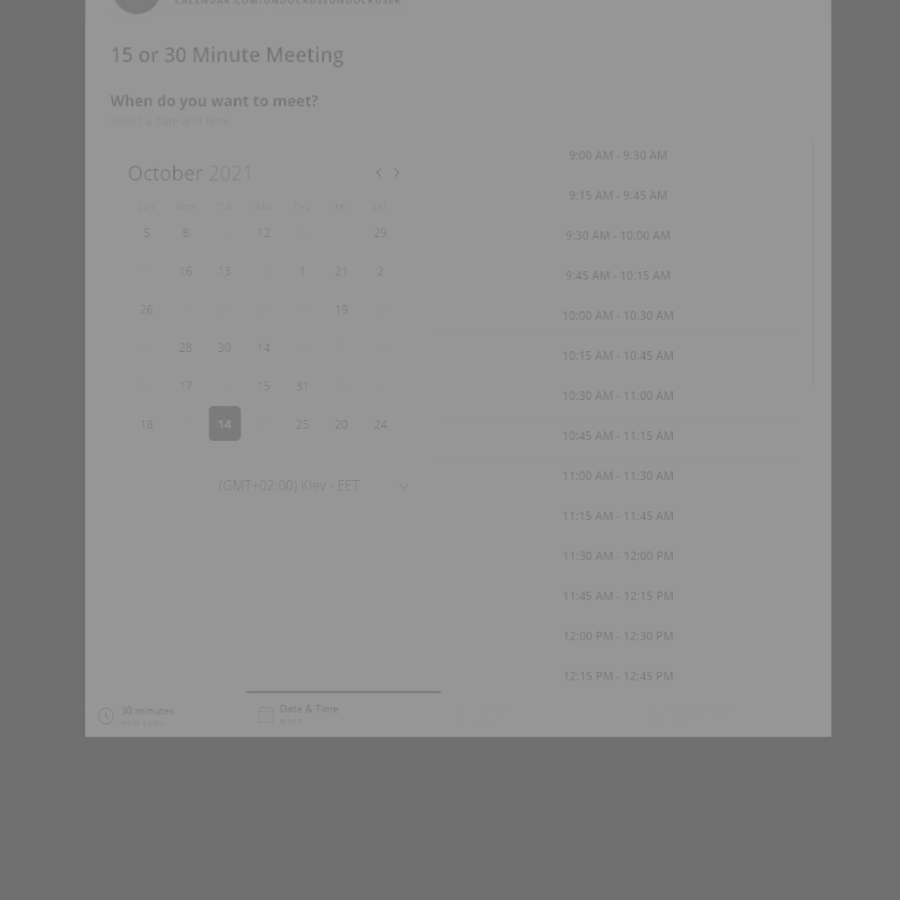 15 or 30 Minute Meeting
When do you want to meet?
Select a date and time
October 2021
SUN MON TUE WED THU FRI SAT
5 8 12 29
16 13 1 21 2
26 19
28 30 14
17 15 31
18 14 25 20 24
(GMT+02:00) Kiev - EET
9:00 AM - 9:30 AM
9:15 AM - 9:45 AM
9:30 AM - 10:00 AM
9:45 AM - 10:15 AM
10:00 AM - 10:30 AM
10:15 AM - 10:45 AM
10:30 AM - 11:00 AM
10:45 AM - 11:15 AM
11:00 AM - 11:30 AM
11:15 AM - 11:45 AM
11:30 AM - 12:00 PM
11:45 AM - 12:15 PM
12:00 PM - 12:30 PM
12:15 PM - 12:45 PM
30 minutes
Date & Time